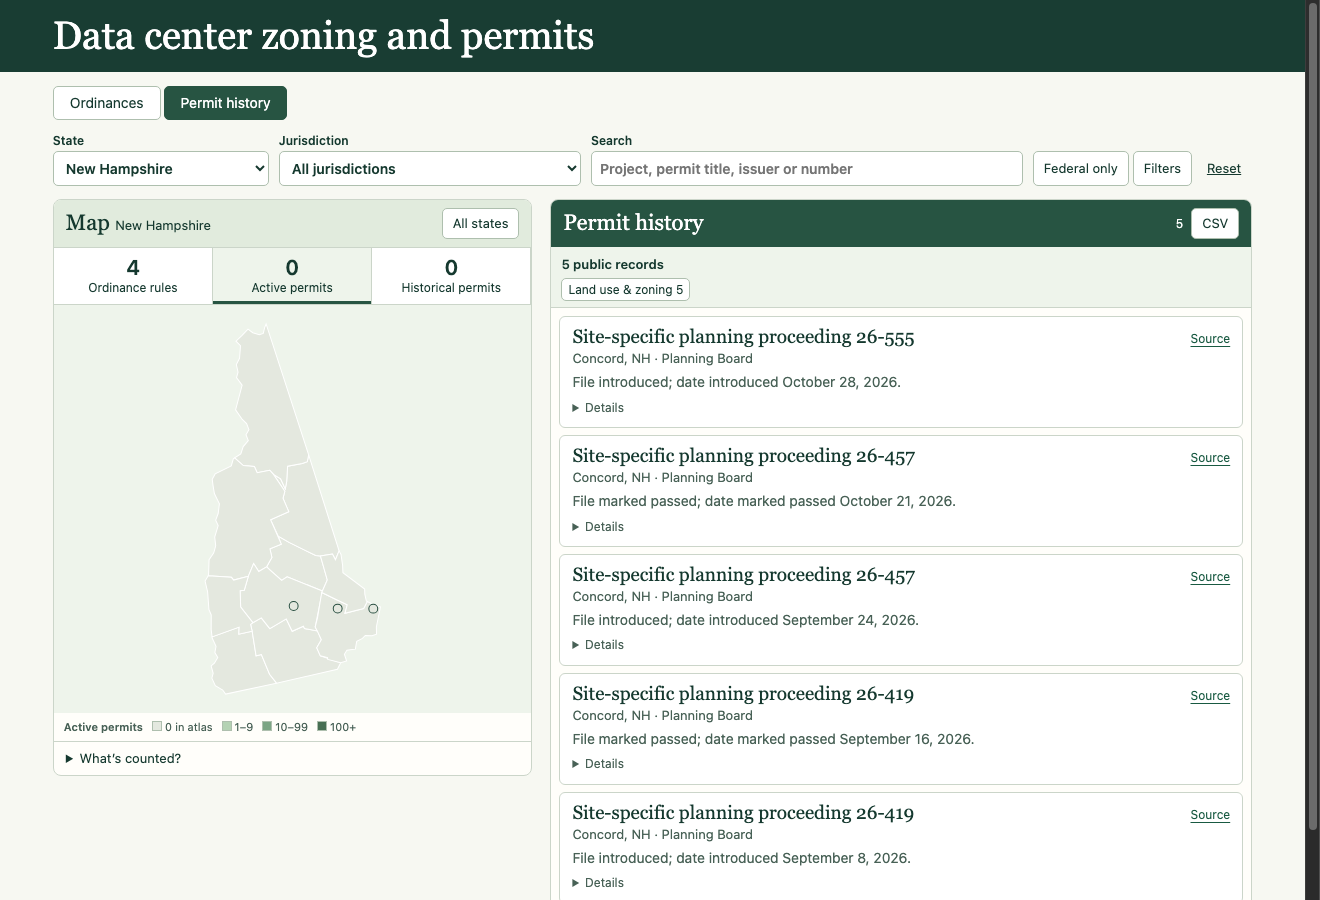 Data center zoning and permits
Ordinances
Permit history
State
Jurisdiction
Search
New Hampshire
All jurisdictions
Project, permit title, issuer or number
Federal only
Filters
Reset
Map New Hampshire
All states
4
Ordinance rules
0
Active permits
0
Historical permits
Active permits
0 in atlas
1–9
10–99
100+
What's counted?
Permit history
5
CSV
5 public records
Land use & zoning 5
Site-specific planning proceeding 26-555
Source
Concord, NH · Planning Board
File introduced; date introduced October 28, 2026.
Details
Site-specific planning proceeding 26-457
Source
Concord, NH · Planning Board
File marked passed; date marked passed October 21, 2026.
Details
Site-specific planning proceeding 26-457
Source
Concord, NH · Planning Board
File introduced; date introduced September 24, 2026.
Details
Site-specific planning proceeding 26-419
Source
Concord, NH · Planning Board
File marked passed; date marked passed September 16, 2026.
Details
Site-specific planning proceeding 26-419
Source
Concord, NH · Planning Board
File introduced; date introduced September 8, 2026.
Details